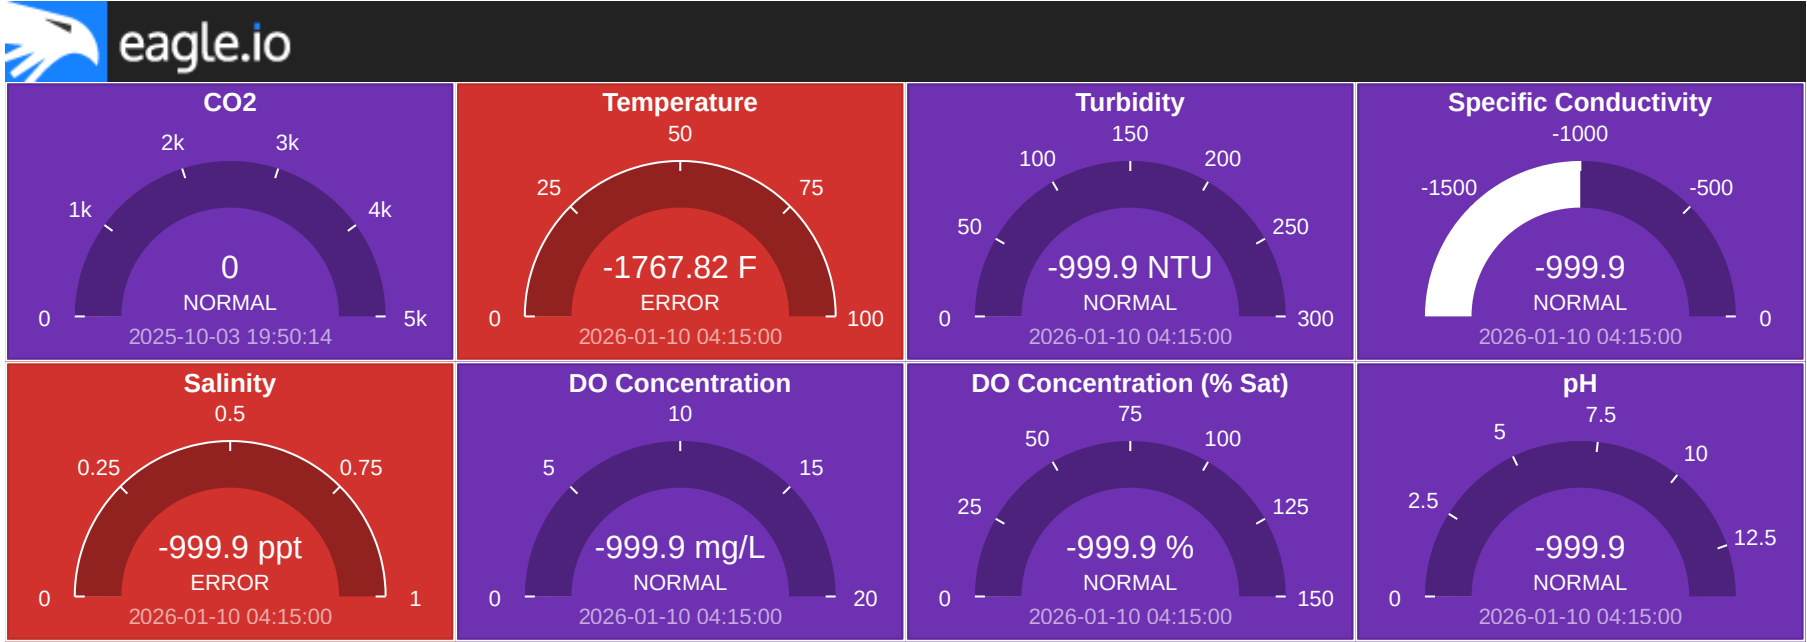 eagle.io
CO2
2k
3k
1k
4k
0
NORMAL
0
5k
2025-10-03 19:50:14
Temperature
50
25
75
-1767.82 F
ERROR
0
100
2026-01-10 04:15:00
Turbidity
150
100
200
50
250
-999.9 NTU
NORMAL
0
300
2026-01-10 04:15:00
Specific Conductivity
-1000
-1500
-500
-999.9
NORMAL
0
2026-01-10 04:15:00
Salinity
0.5
0.25
0.75
-999.9 ppt
ERROR
0
1
2026-01-10 04:15:00
DO Concentration
10
5
15
-999.9 mg/L
NORMAL
0
20
2026-01-10 04:15:00
DO Concentration (% Sat)
75
50
100
25
125
-999.9 %
NORMAL
0
150
2026-01-10 04:15:00
pH
7.5
5
10
2.5
12.5
-999.9
NORMAL
0
2026-01-10 04:15:00